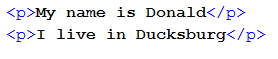 <p>My name is Donald</p>
<p>I live in Ducksburg</p>